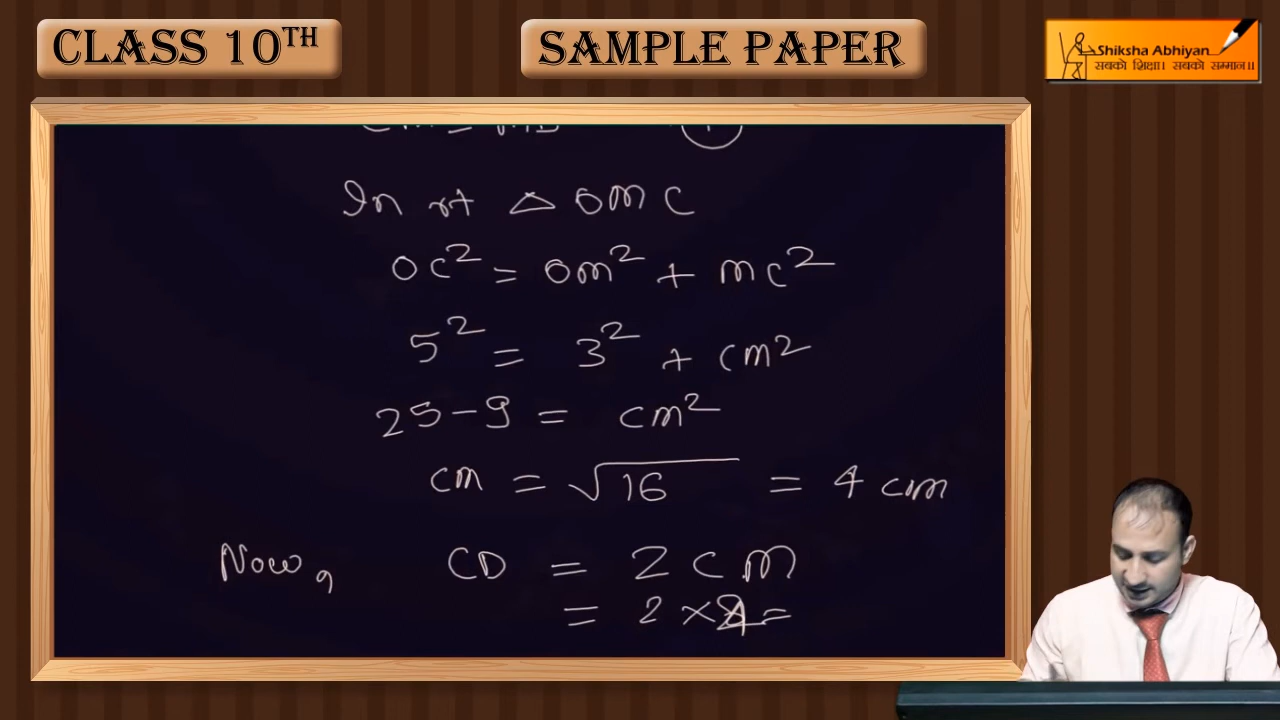 CLASS 10TH
SAMPLE PAPER
Shiksha Abhiyan
सबको शिक्षा। सबको सम्मान॥
In rt △ OMC
OC² = OM² + MC²
5² = 3² + CM²
25 - 9 = CM²
CM = √16 = 4 cm
Now, CD = 2 CM
= 2 × 4 =